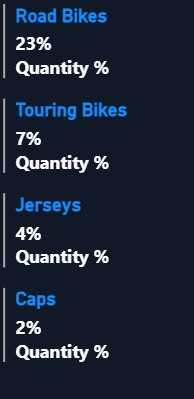 Road Bikes
23%
Quantity %
Touring Bikes
7%
Quantity %
Jerseys
4%
Quantity %
Caps
2%
Quantity %